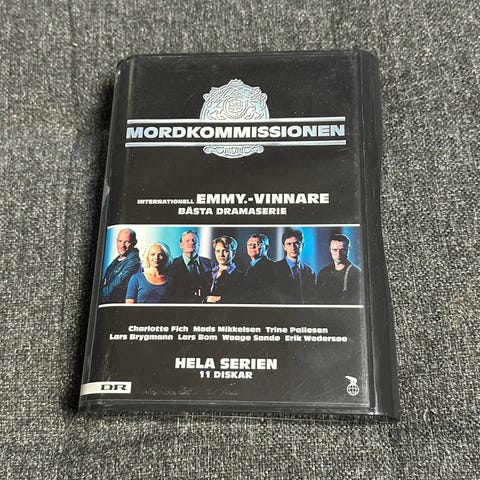 MORDKOMMISSIONEN
INTERNATIONELL EMMY.-VINNARE
BÄSTA DRAMASERIE
Charlotte Fich Mads Mikkelsen Trine Pallesen
Lars Brygmann Lars Bom Waage Sandø Erik Wedersøe
HELA SERIEN
11 DISKAR
DR